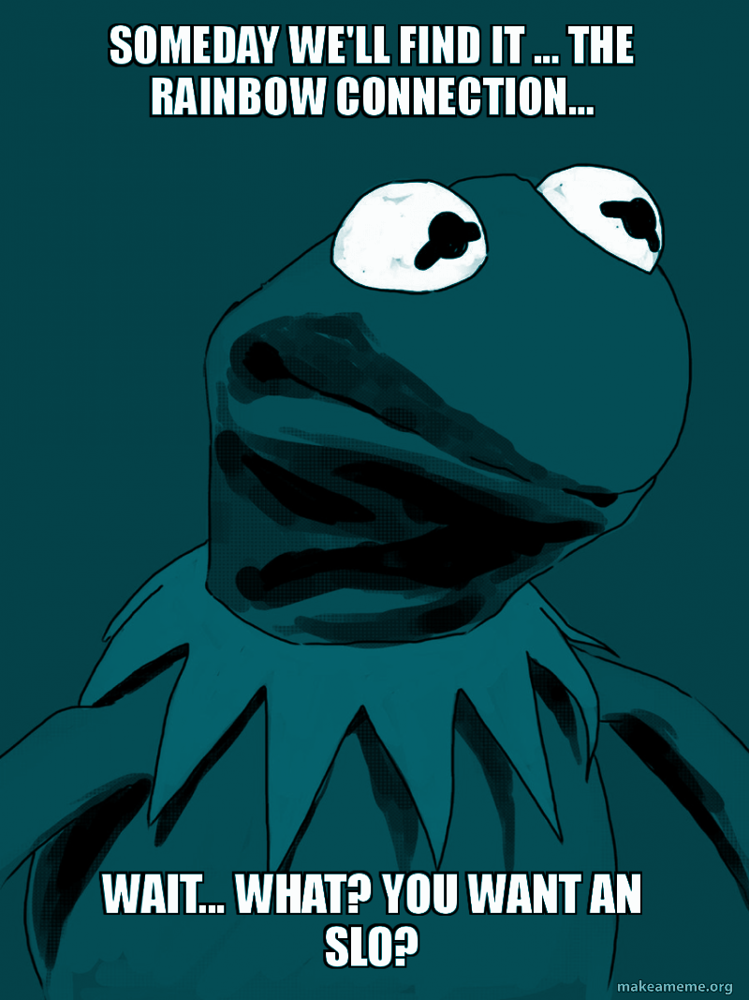 SOMEDAY WE'LL FIND IT ... THE
RAINBOW CONNECTION...
WAIT... WHAT? YOU WANT AN
SLO?
makeameme.org